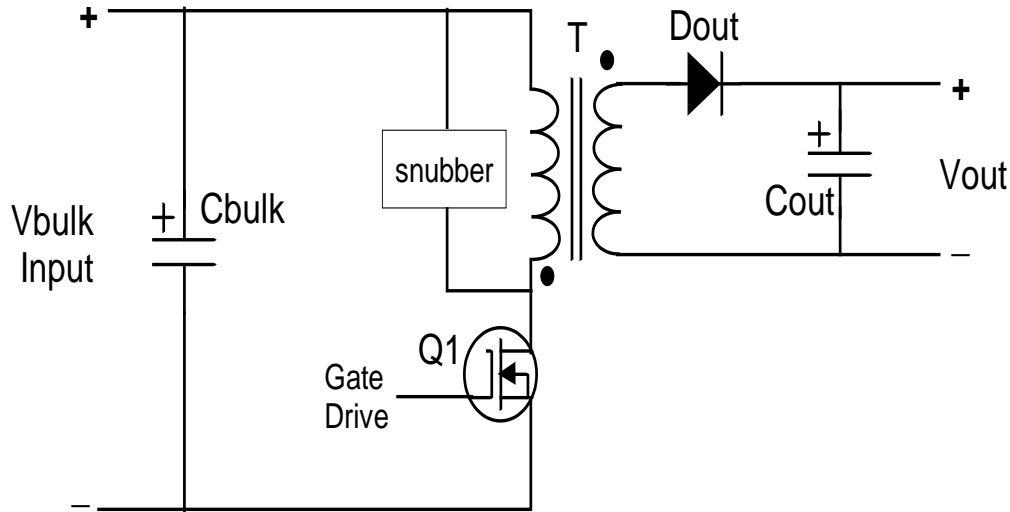 +
T
Dout
+
snubber
+
Cout
Vout
+
Cbulk
Vbulk
Input
Q1
Gate
Drive
–
–